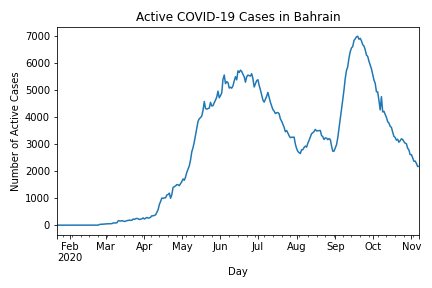 Active COVID-19 Cases in Bahrain
Number of Active Cases
7000
6000
5000
4000
3000
2000
1000
0
Feb Mar Apr May Jun Jul Aug Sep Oct Nov
2020
Day